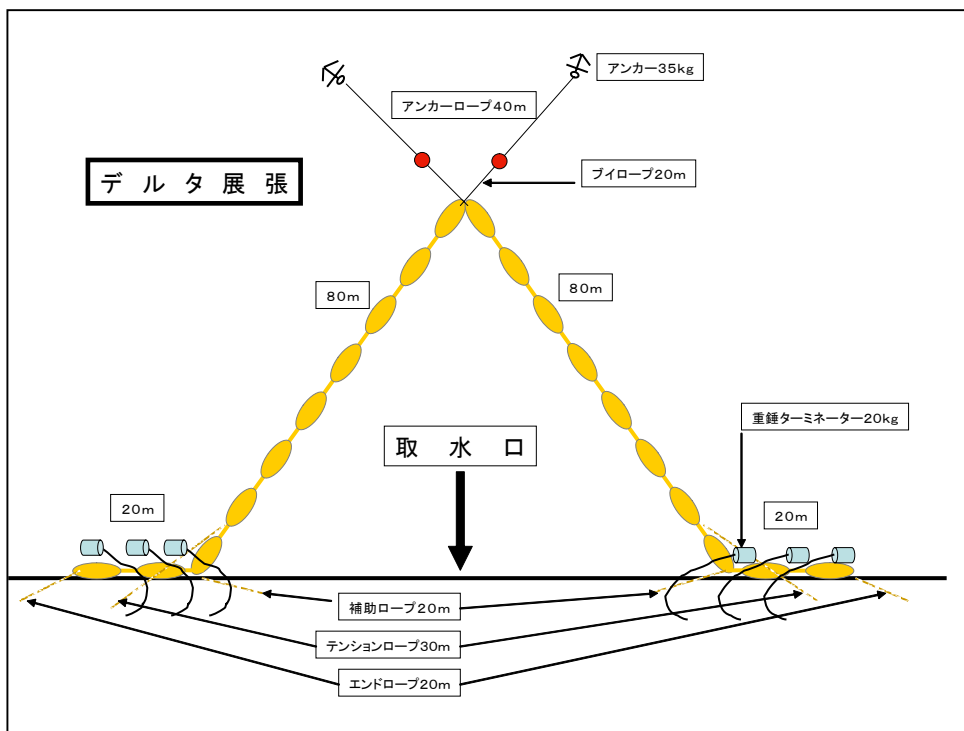 アンカー35kg
アンカーロープ40m
デルタ展張
ブイロープ20m
80m
80m
重錘ターミネーター20kg
取水口
20m
20m
補助ロープ20m
テンションロープ30m
エンドロープ20m